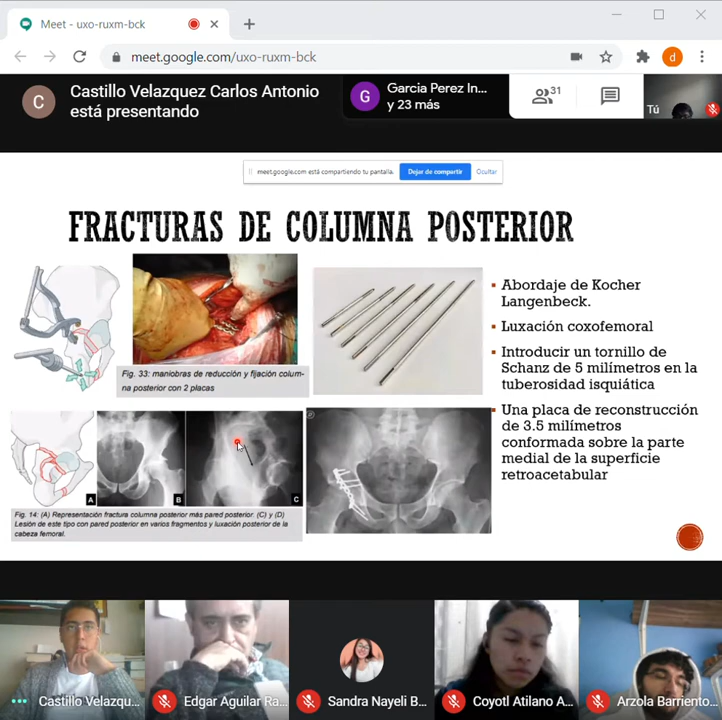 Meet - uxo-ruxm-bck
meet.google.com/uxo-ruxm-bck
d
C
Castillo Velazquez Carlos Antonio
está presentando
G
Garcia Perez In...
y 23 más
31
Tú
meet.google.com está compartiendo tu pantalla.
Dejar de compartir
Ocultar
FRACTURAS DE COLUMNA POSTERIOR
Fig. 33: maniobras de reducción y fijación colum-
na posterior con 2 placas
A
B
C
Fig. 14: (A) Representación fractura columna posterior más pared posterior. (C) y (D)
Lesión de este tipo con pared posterior en varios fragmentos y luxación posterior de la
cabeza femoral.
Abordaje de Kocher
Langenbeck.
Luxación coxofemoral
Introducir un tornillo de
Schanz de 5 milímetros en la
tuberosidad isquiática
Una placa de reconstrucción
de 3.5 milímetros
conformada sobre la parte
medial de la superficie
retroacetabular
Castillo Velazqu...
Edgar Aguilar Ra...
Sandra Nayeli B...
Coyotl Atilano A...
Arzola Barriento...